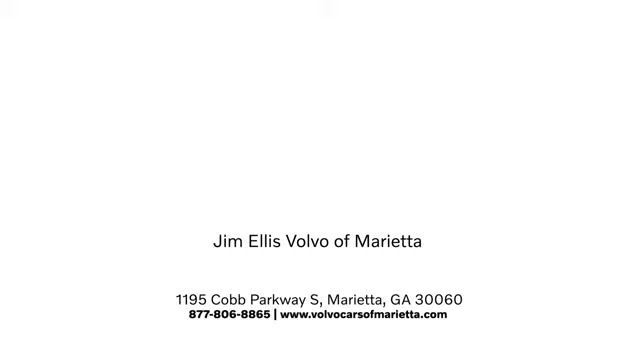 Jim Ellis Volvo of Marietta
1195 Cobb Parkway S, Marietta, GA 30060
877-806-8865 | www.volvocarsofmarietta.com